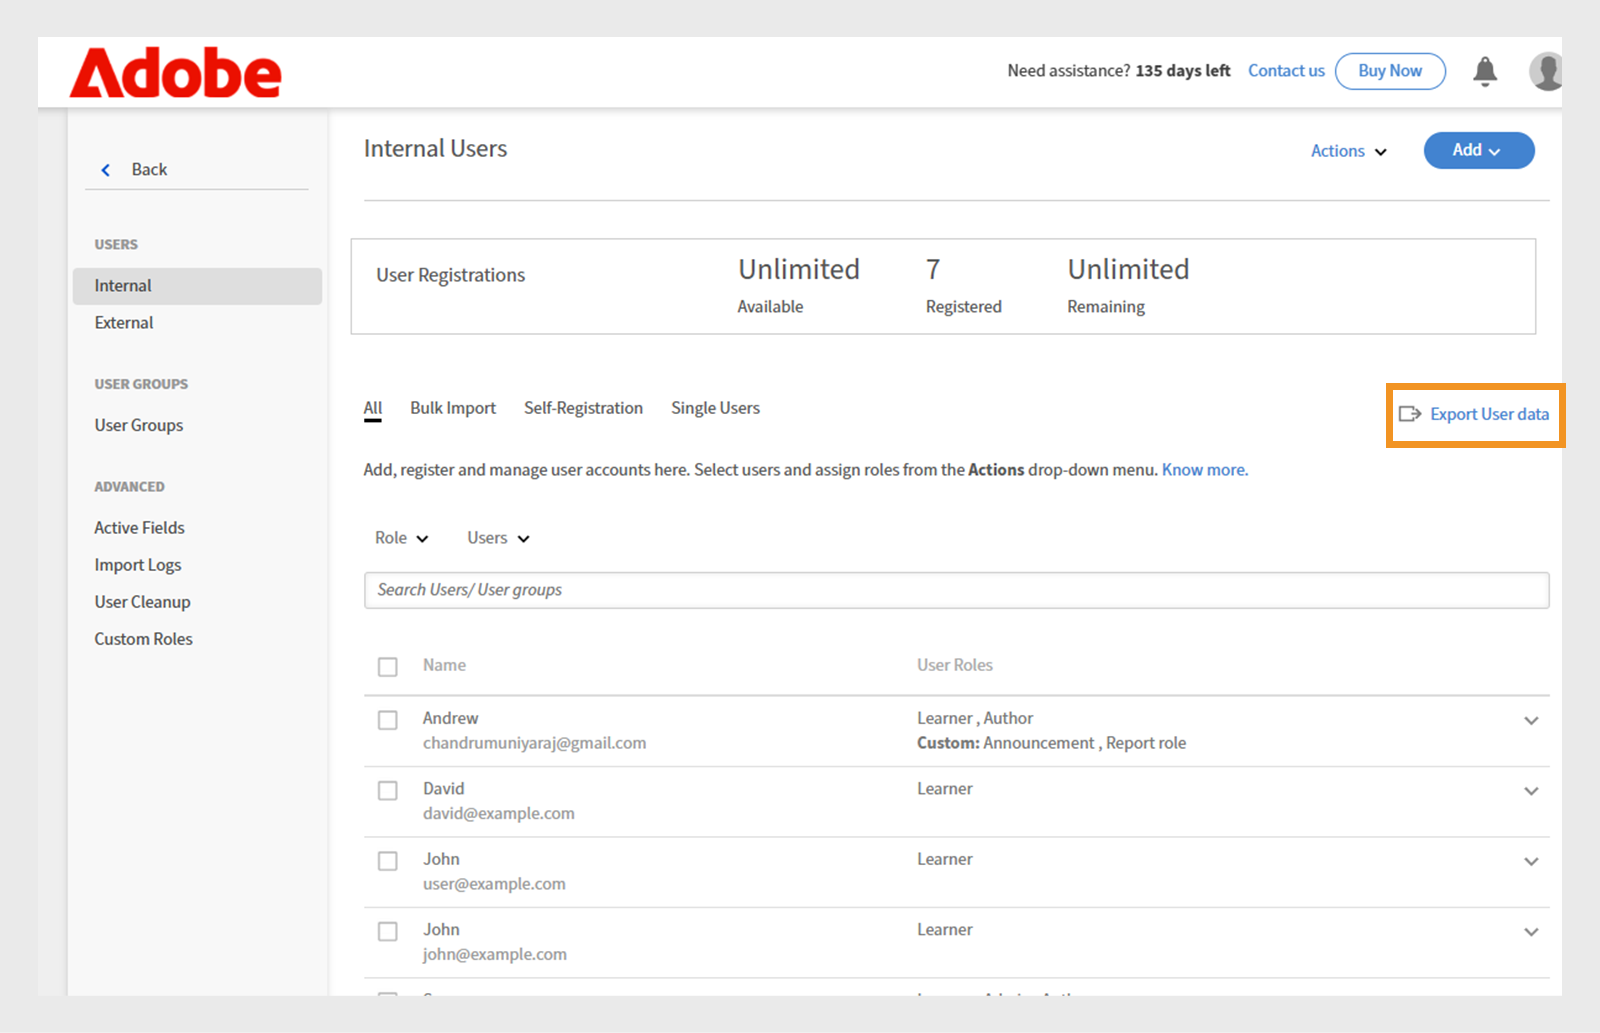 Adobe
Need assistance? 135 days left Contact us Buy Now
Back
USERS
Internal
External
USER GROUPS
User Groups
ADVANCED
Active Fields
Import Logs
User Cleanup
Custom Roles
Internal Users
Actions
Add
User Registrations
Unlimited
Available
7
Registered
Unlimited
Remaining
All Bulk Import Self-Registration Single Users
Export User data
Add, register and manage user accounts here. Select users and assign roles from the Actions drop-down menu. Know more.
Role Users
Search Users/ User groups
Name User Roles
Andrew Learner , Author
chandrumuniyaraj@gmail.com Custom: Announcement , Report role
David Learner
david@example.com
John Learner
user@example.com
John Learner
john@example.com